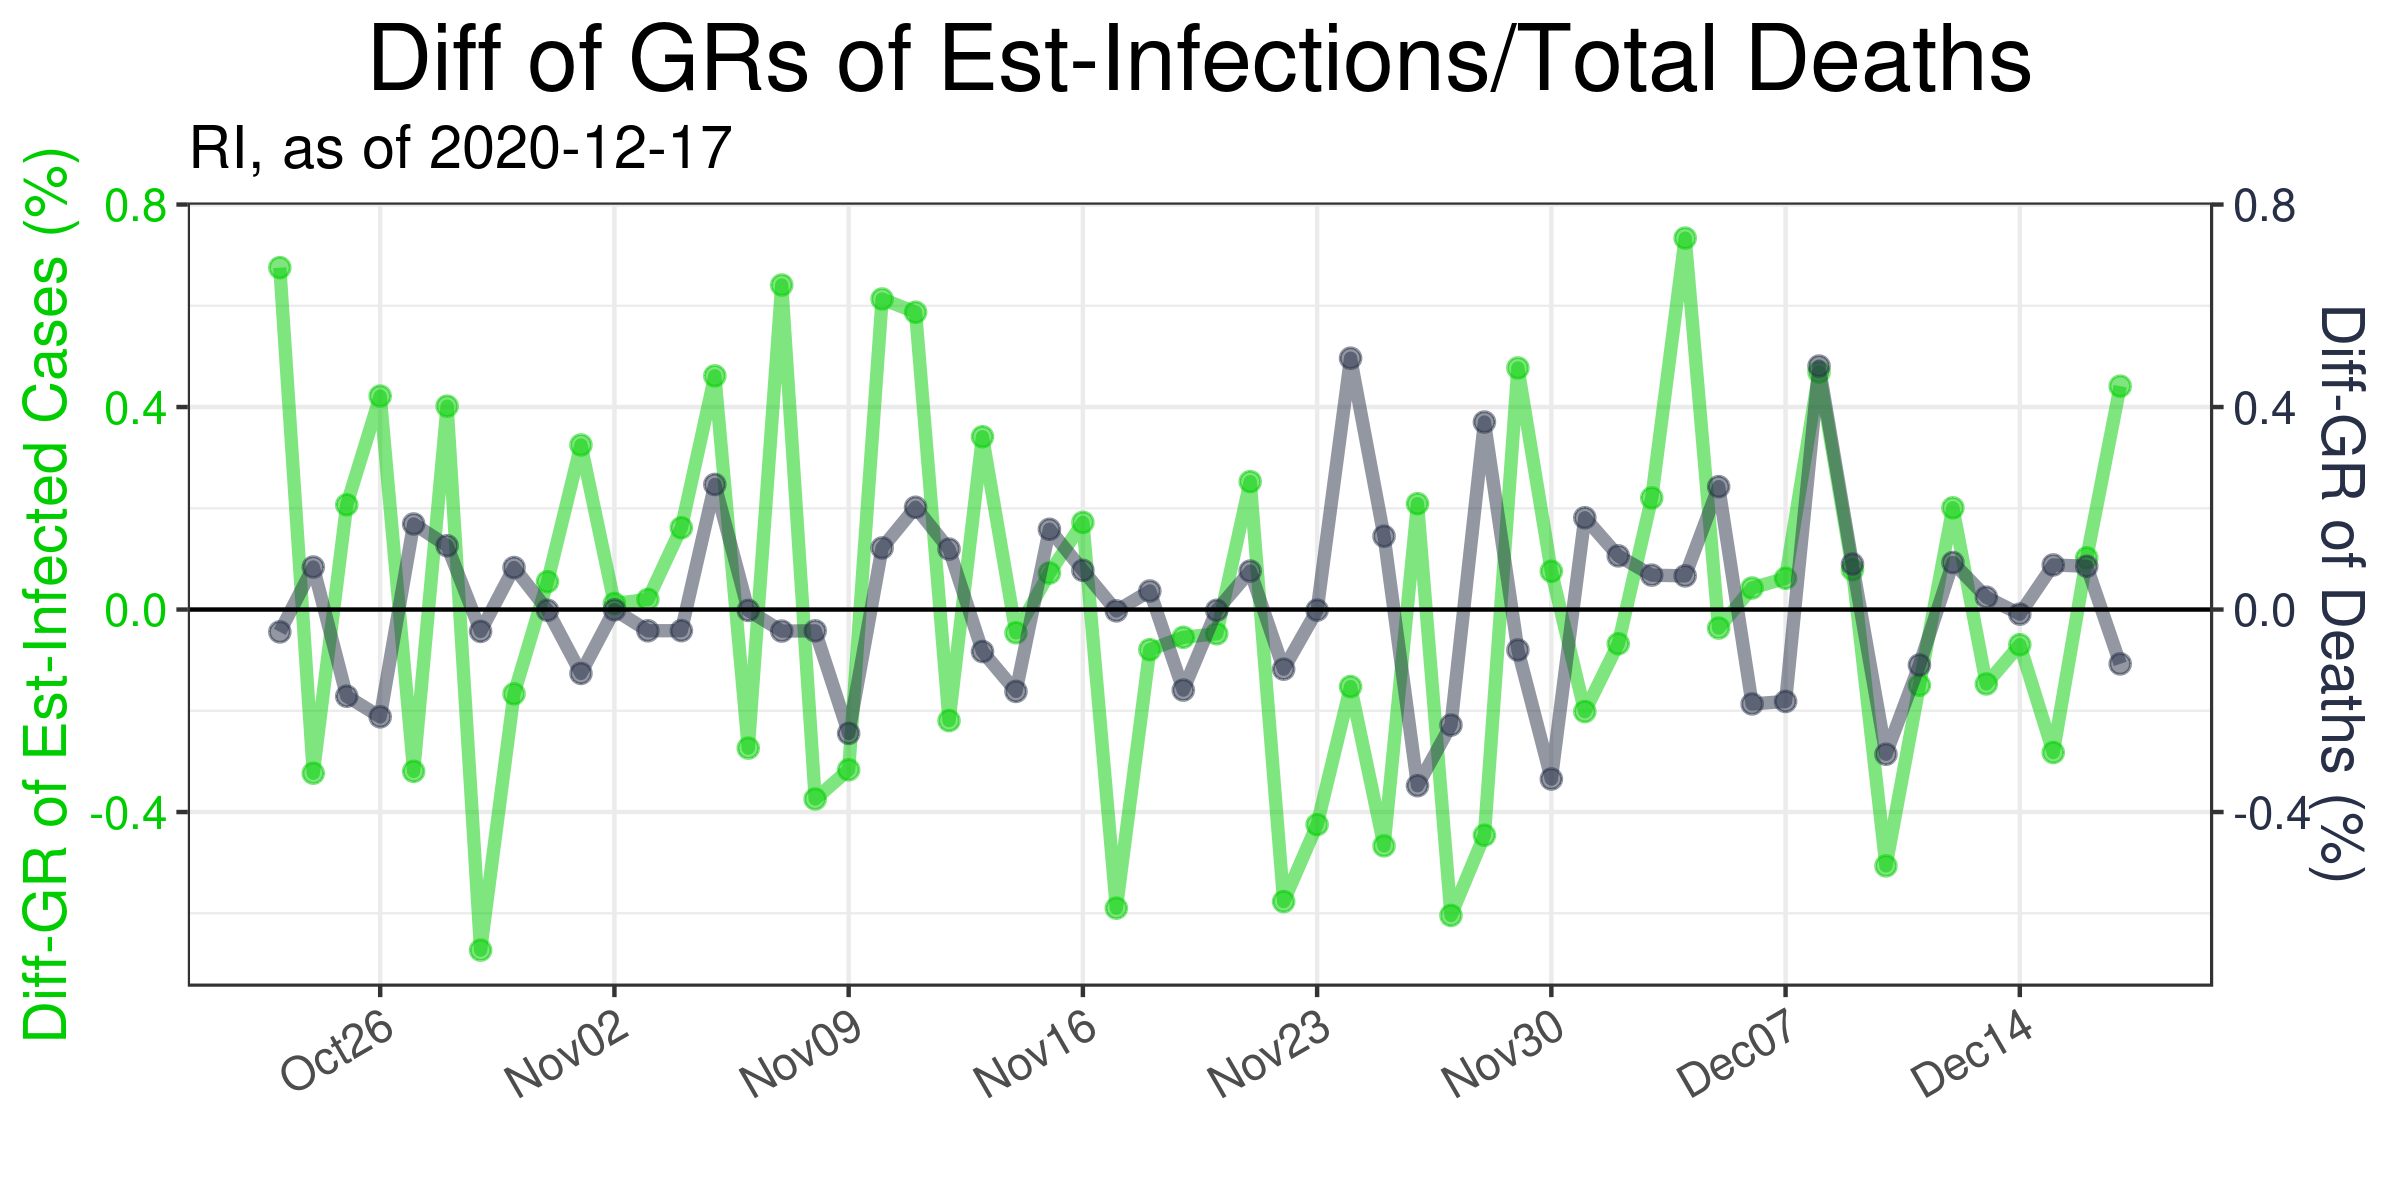 Diff of GRs of Est-Infections/Total Deaths
RI, as of 2020-12-17
Diff-GR of Est-Infected Cases (%)
0.8
0.4
0.0
-0.4
0.8
0.4
0.0
-0.4
Diff-GR of Deaths (%)
Oct26
Nov02
Nov09
Nov16
Nov23
Nov30
Dec07
Dec14